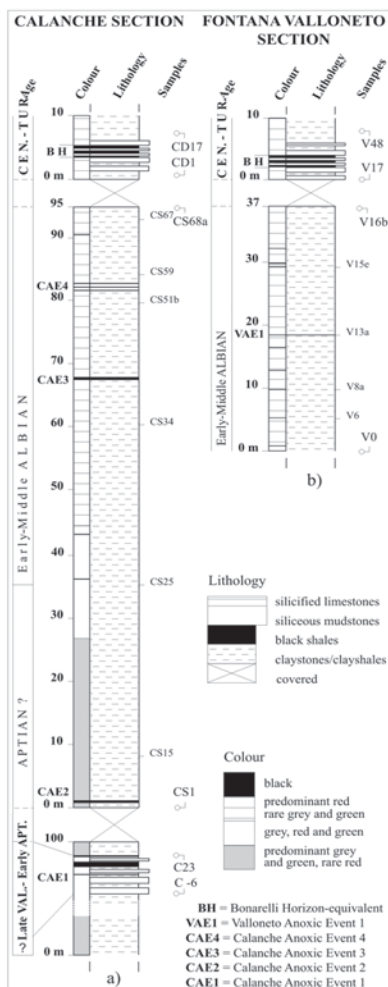 CALANCHE SECTION
Age
Colour
Lithology
Samples
CEN. - TUR.
10
BH
0 m
CD17
CD1
95
90
80
70
60
50
40
30
20
10
0 m
CAE4
CAE3
CAE2
CS67
CS68a
CS59
CS51b
CS34
CS25
CS15
CS1
Early-Middle ALBIAN
APTIAN ?
-? Late VAL.- Early APT.
100
CAE1
0 m
C23
C -6
a)
FONTANA VALLONETO
SECTION
Age
Colour
Lithology
Samples
CEN. - TUR.
10
BH
0 m
V48
V17
37
30
20
VAE1
10
0 m
V16b
V15e
V13a
V8a
V6
V0
Early-Middle ALBIAN
b)
Lithology
silicified limestones
siliceous mudstones
black shales
claystones/clayshales
covered
Colour
black
predominant red
rare grey and green
grey, red and green
predominant grey
and green, rare red
BH = Bonarelli Horizon-equivalent
VAE1 = Valloneto Anoxic Event 1
CAE4 = Calanche Anoxic Event 4
CAE3 = Calanche Anoxic Event 3
CAE2 = Calanche Anoxic Event 2
CAE1 = Calanche Anoxic Event 1